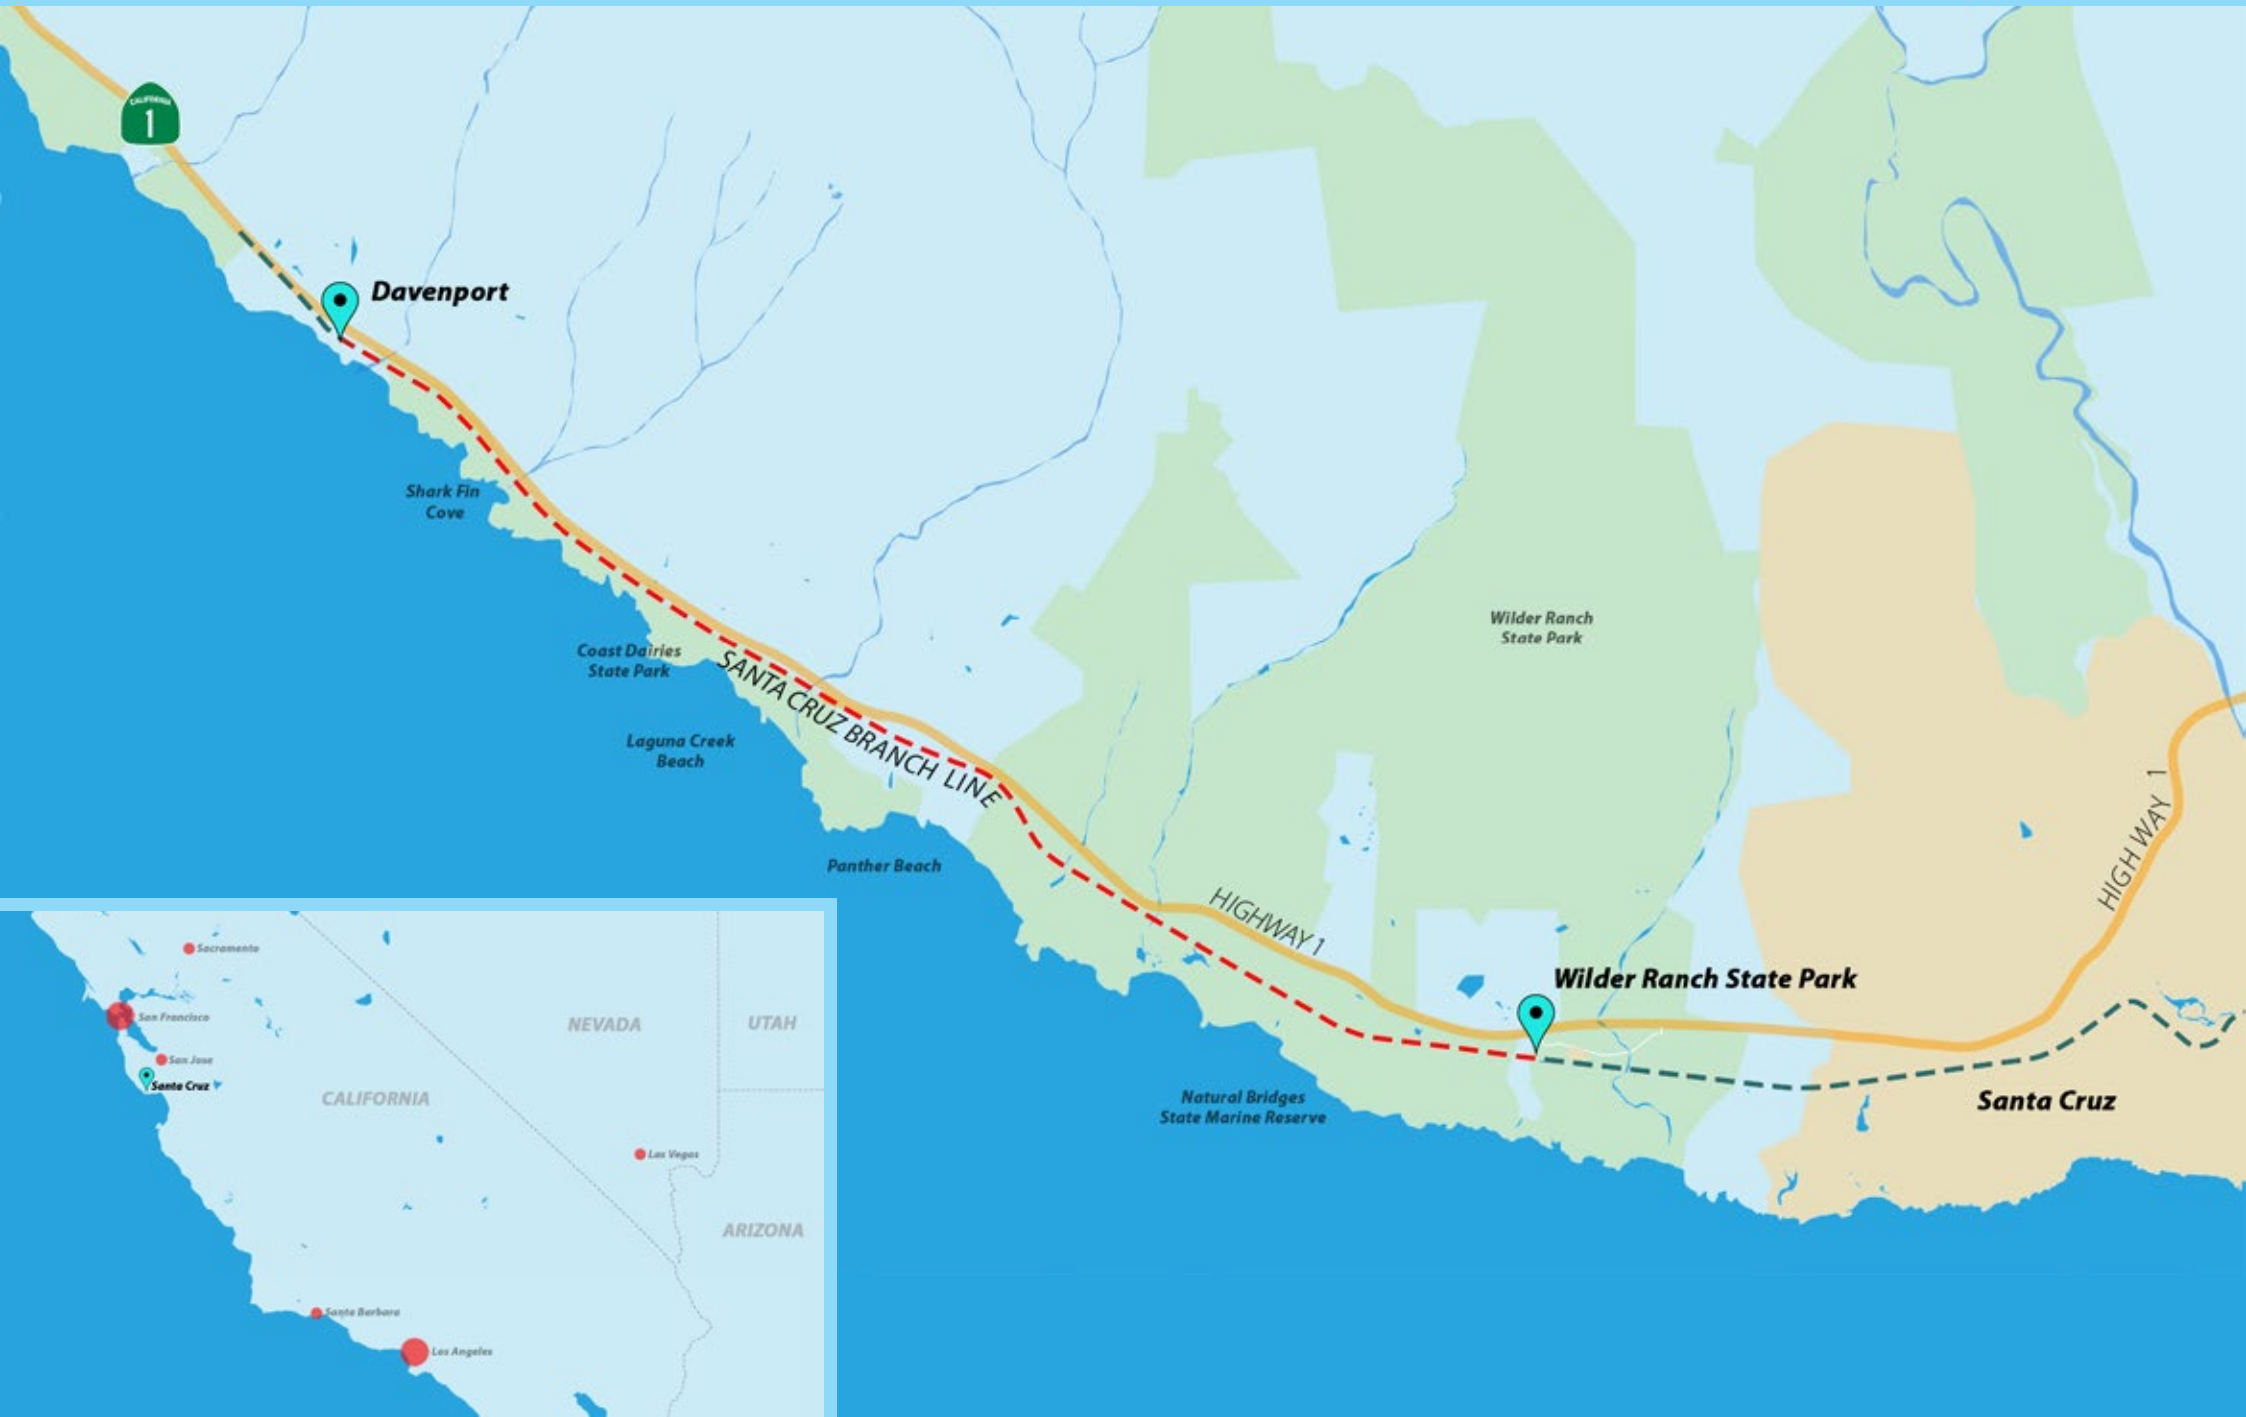 CALIFORNIA
1
Davenport
Shark Fin
Cove
Wilder Ranch
State Park
Coast Dairies
State Park
SANTA CRUZ BRANCH LINE
Laguna Creek
Beach
HIGHWAY 1
Panther Beach
HIGHWAY 1
Wilder Ranch State Park
Natural Bridges
State Marine Reserve
Santa Cruz
Sacramento
San Francisco
NEVADA
UTAH
San Jose
Santa Cruz
CALIFORNIA
Las Vegas
ARIZONA
Santa Barbara
Los Angeles